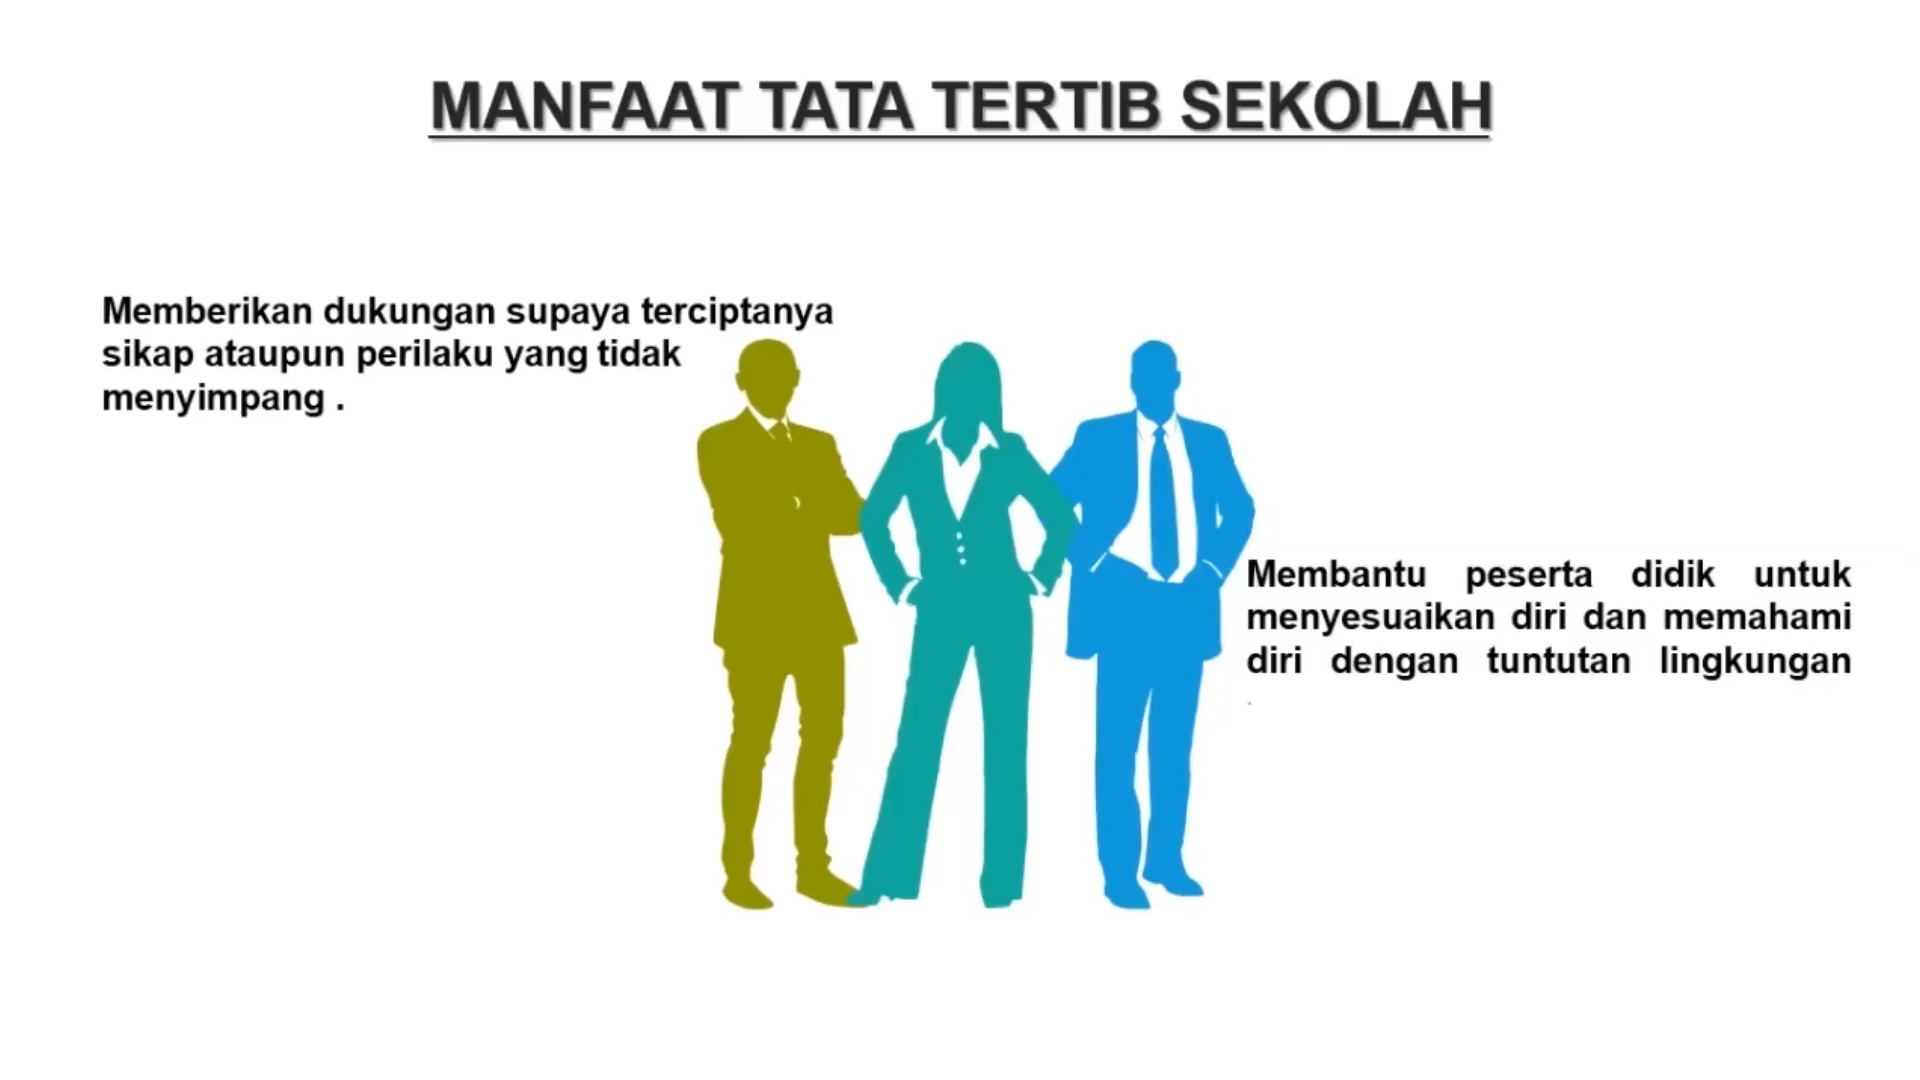 MANFAAT TATA TERTIB SEKOLAH
Memberikan dukungan supaya terciptanya
sikap ataupun perilaku yang tidak
menyimpang .
Membantu peserta didik untuk
menyesuaikan diri dan memahami
diri dengan tuntutan lingkungan
.